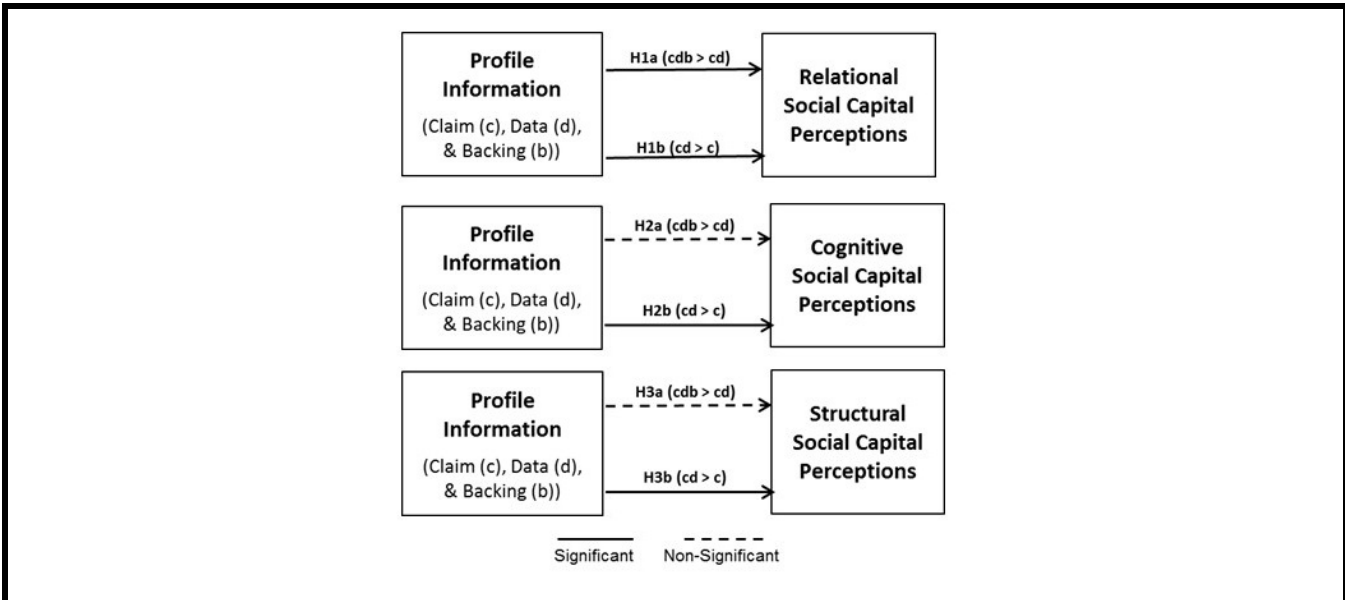 Profile
Information
(Claim (c), Data (d),
& Backing (b))
H1a (cdb > cd)
H1b (cd > c)
Relational
Social Capital
Perceptions
Profile
Information
(Claim (c), Data (d),
& Backing (b))
H2a (cdb > cd)
H2b (cd > c)
Cognitive
Social Capital
Perceptions
Profile
Information
(Claim (c), Data (d),
& Backing (b))
H3a (cdb > cd)
H3b (cd > c)
Structural
Social Capital
Perceptions
Significant
Non-Significant